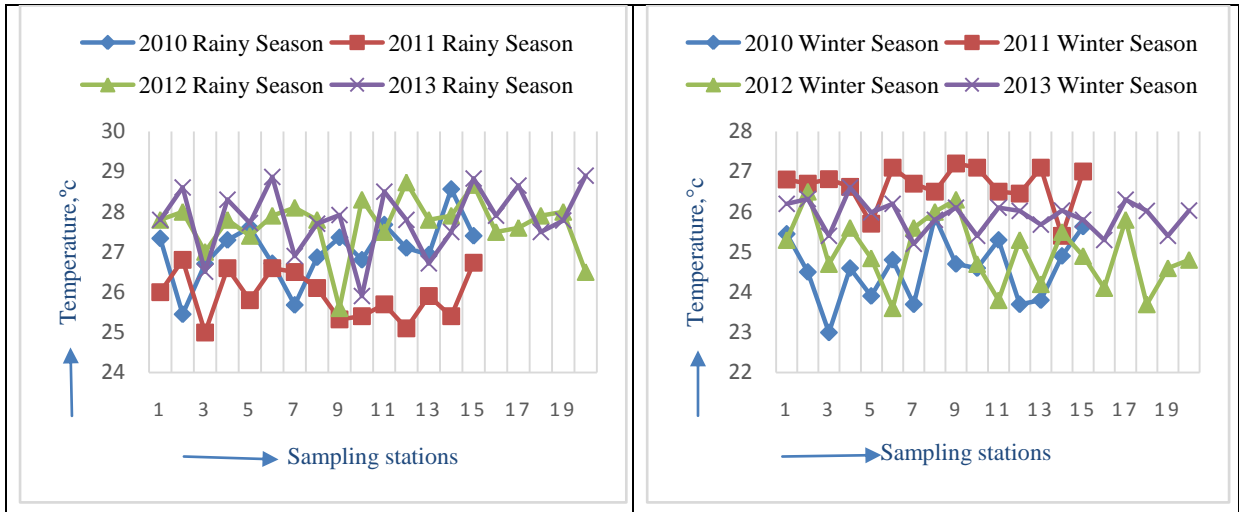 2010 Rainy Season 2011 Rainy Season
2012 Rainy Season 2013 Rainy Season
30
29
28
27
26
25
24
Temperature,°c
1 3 5 7 9 11 13 15 17 19
Sampling stations
2010 Winter Season 2011 Winter Season
2012 Winter Season 2013 Winter Season
28
27
26
25
24
23
22
Temperature,°c
1 3 5 7 9 11 13 15 17 19
Sampling stations